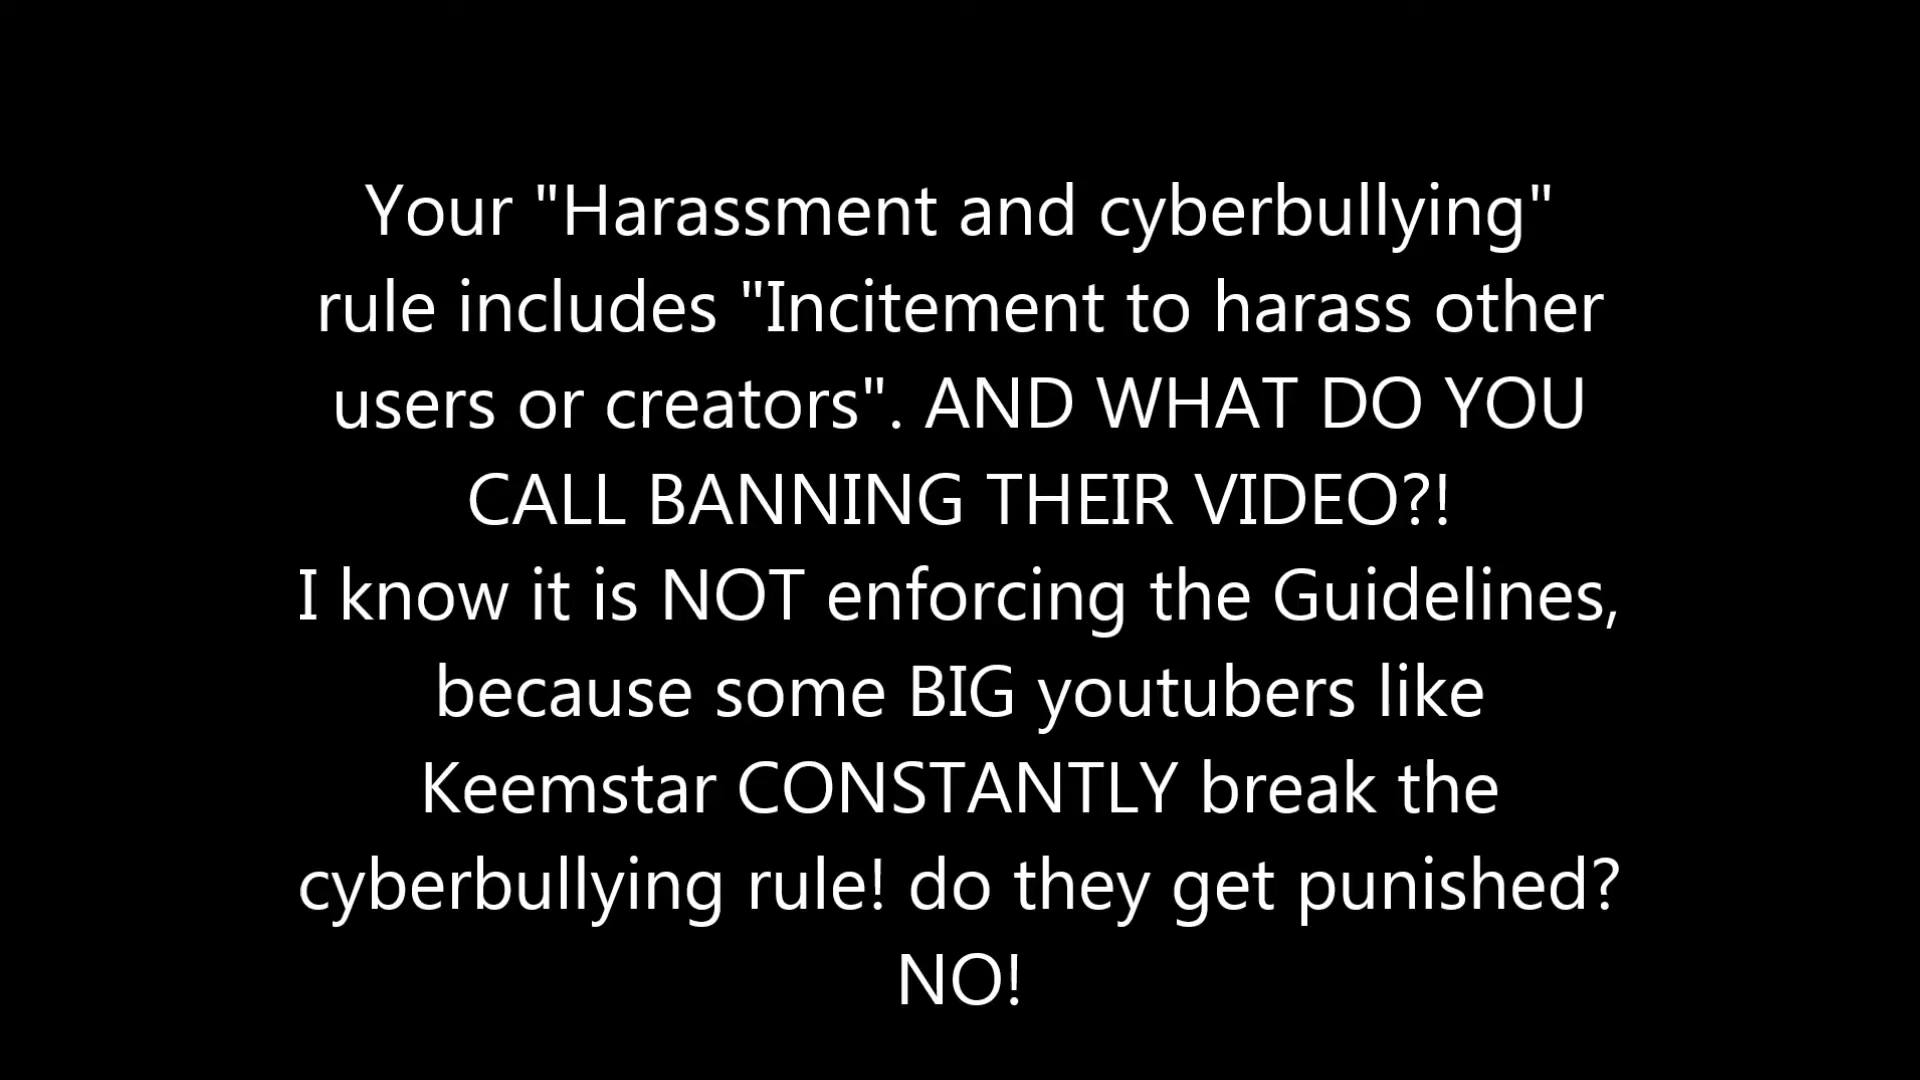 Your "Harassment and cyberbullying"
rule includes "Incitement to harass other
users or creators". AND WHAT DO YOU
CALL BANNING THEIR VIDEO?!
I know it is NOT enforcing the Guidelines,
because some BIG youtubers like
Keemstar CONSTANTLY break the
cyberbullying rule! do they get punished?
NO!